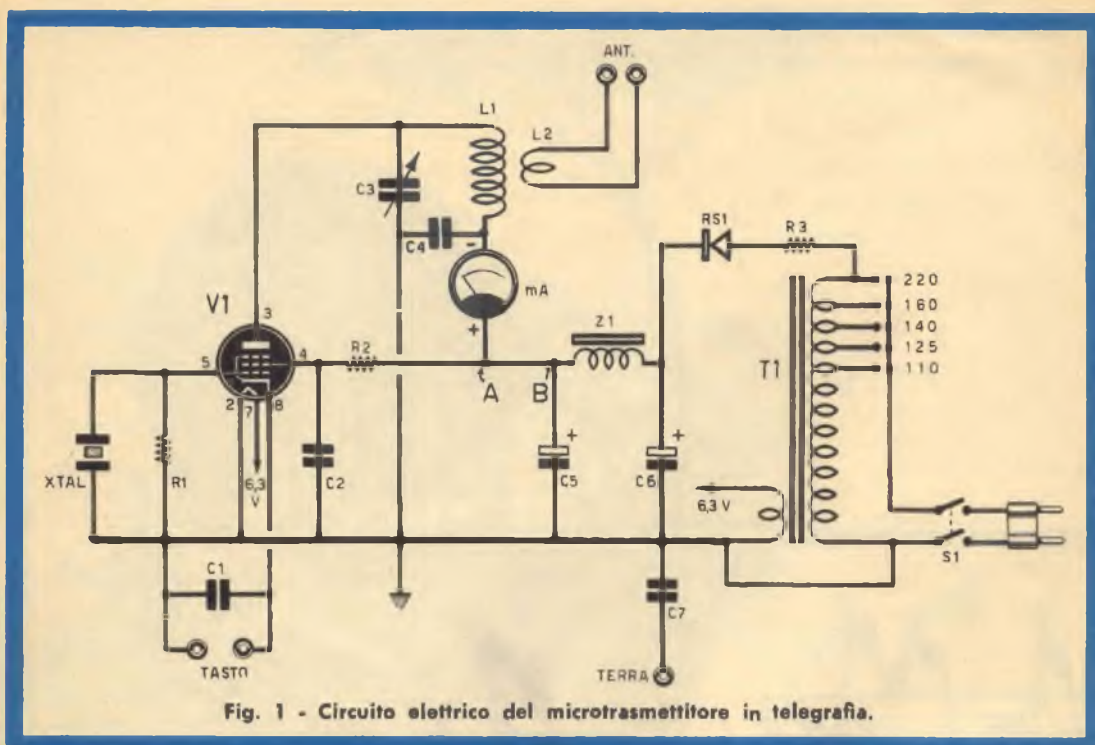 ANT.
L1
L2
C3
C4
-
mA
+
RS1
R3
220
160
140
125
110
V1
3
5
4
2
7
8
R2
A
B
Z1
T1
XTAL
R1
6,3
V
C2
+
C5
+
C6
6,3 V
S1
C1
C7
TASTO
TERRA
Fig. 1 - Circuito elettrico del microtrasmettitore in telegrafia.